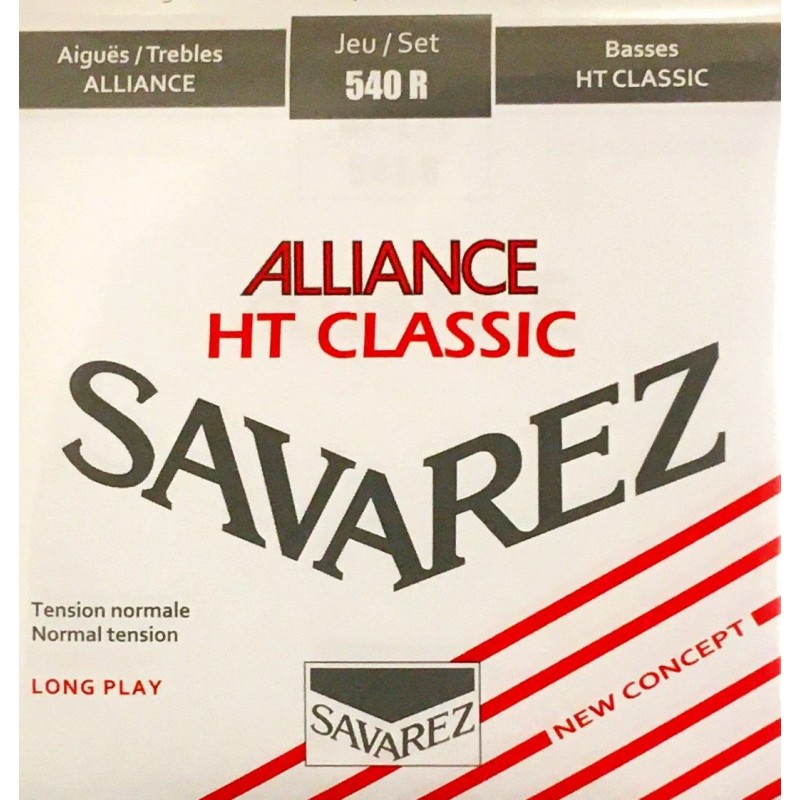 Aiguës / Trebles
ALLIANCE
Jeu / Set
540 R
Basses
HT CLASSIC
ALLIANCE
HT CLASSIC
SAVAREZ
Tension normale
Normal tension
LONG PLAY
NEW CONCEPT
SAVAREZ